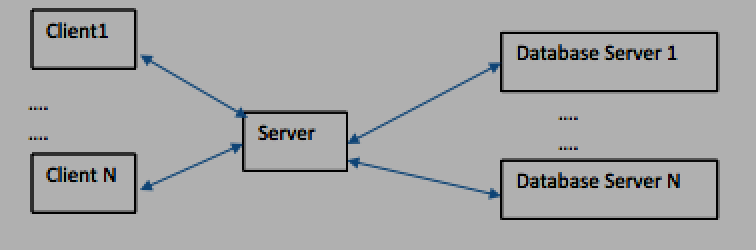 Client1
....
....
Client N
Server
Database Server 1
....
....
Database Server N